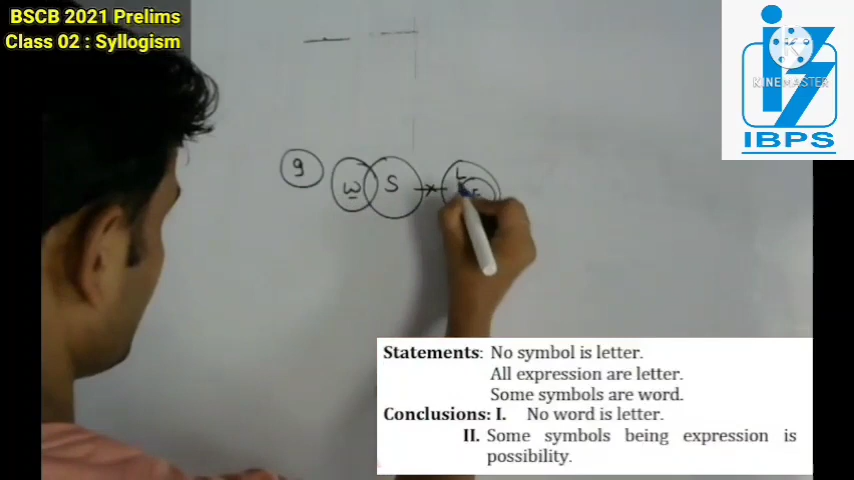 BSCB 2021 Prelims
Class 02 : Syllogism
KINEMASTER
IBPS
9 W S L E
Statements: No symbol is letter.
All expression are letter.
Some symbols are word.
Conclusions: I. No word is letter.
II. Some symbols being expression is
possibility.